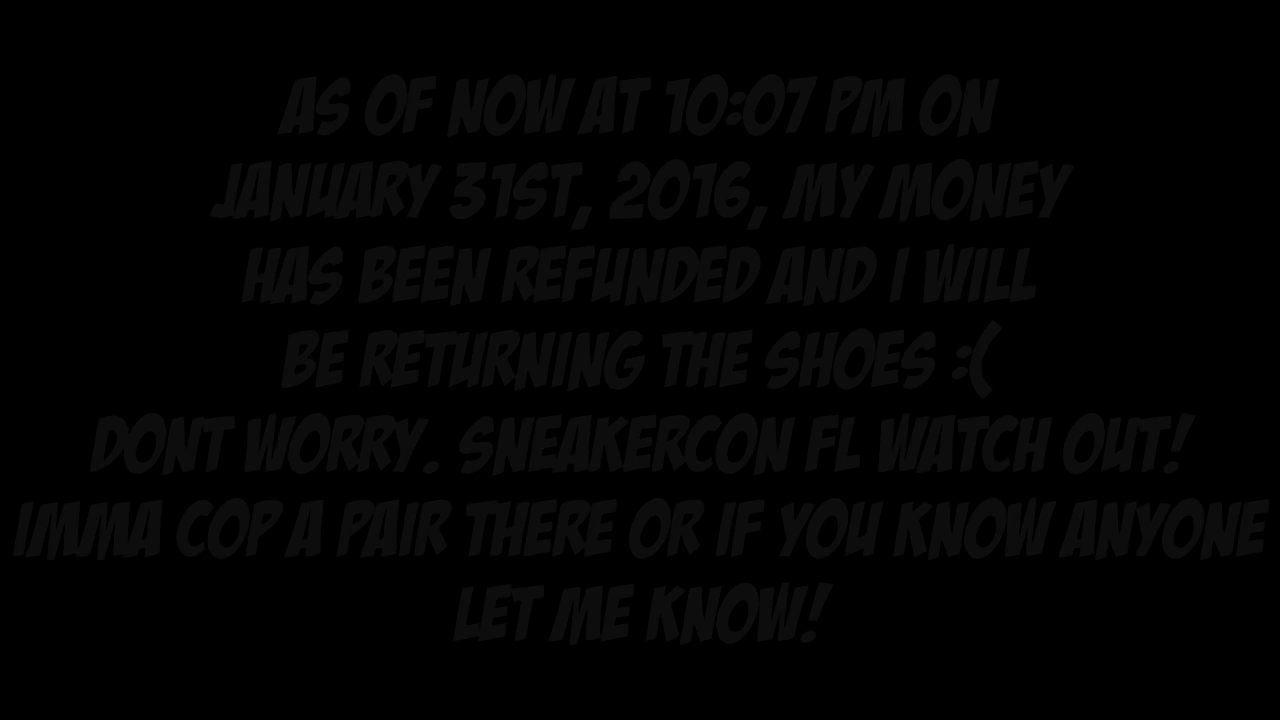 AS OF NOW AT 10:07 PM ON
JANUARY 31ST, 2016, MY MONEY
HAS BEEN REFUNDED AND I WILL
BE RETURNING THE SHOES :(
DONT WORRY. SNEAKERCON FL WATCH OUT!
IMMA COP A PAIR THERE OR IF YOU KNOW ANYONE
LET ME KNOW!